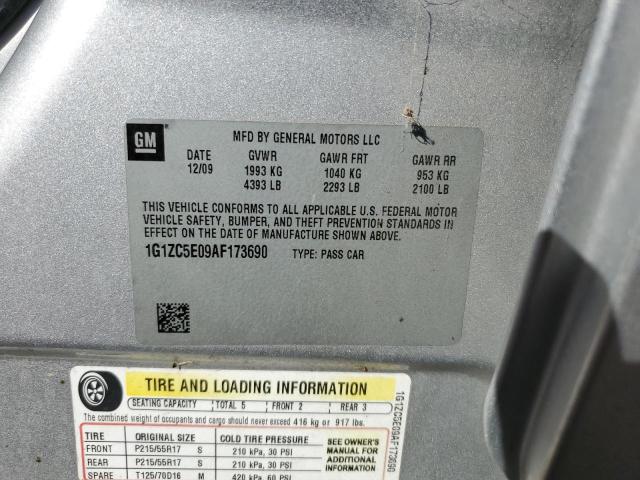 GM
MFD BY GENERAL MOTORS LLC
DATE GVWR GAWR FRT GAWR RR
12/09 1993 KG 1040 KG 953 KG
4393 LB 2293 LB 2100 LB
THIS VEHICLE CONFORMS TO ALL APPLICABLE U.S. FEDERAL MOTOR
VEHICLE SAFETY, BUMPER, AND THEFT PREVENTION STANDARDS IN
EFFECT ON THE DATE OF MANUFACTURE SHOWN ABOVE.
1G1ZC5E09AF173690 TYPE: PASS CAR
TIRE AND LOADING INFORMATION
SEATING CAPACITY TOTAL 5 FRONT 2 REAR 3
The combined weight of occupants and cargo should never exceed 416 kg or 917 lbs.
TIRE ORIGINAL SIZE COLD TIRE PRESSURE
FRONT P215/55R17 S 210 kPa, 30 PSI
REAR P215/55R17 S 210 kPa, 30 PSI
SPARE T125/70D16 M 420 kPa, 60 PSI
SEE OWNER'S
MANUAL FOR
ADDITIONAL
INFORMATION
1G1ZC5E09AF173690